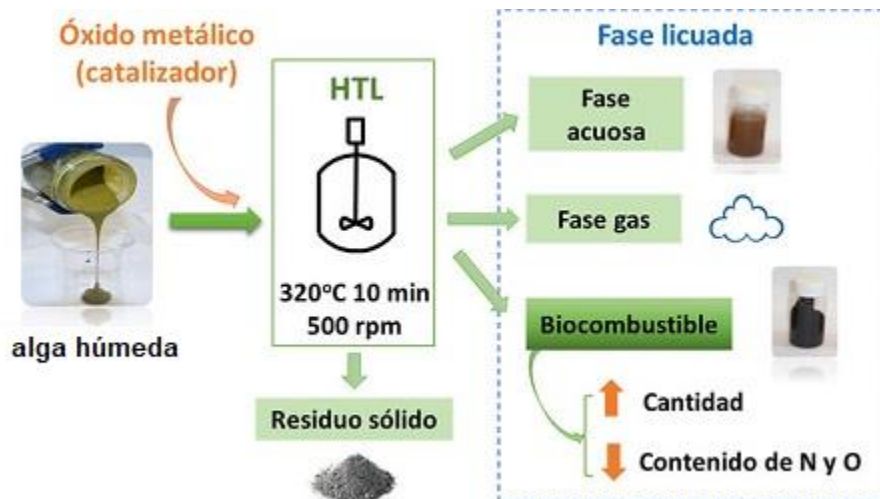 Óxido metálico
(catalizador)
HTL
320°C 10 min
500 rpm
alga húmeda
Residuo sólido
Fase licuada
Fase
acuosa
Fase gas
Biocombustible
Cantidad
Contenido de N y O